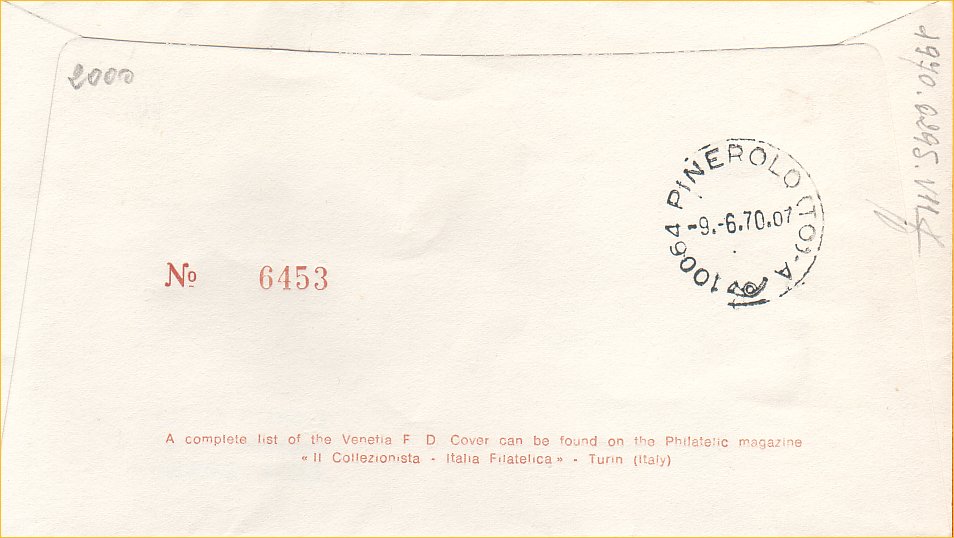 2000
10064 PINEROLO (TO)-A
-9.-6.70.07
Nº 6453
A complete list of the Venetia F D Cover can be found on the Philatelic magazine
« Il Collezionista - Italia Filatelica » - Turin (Italy)